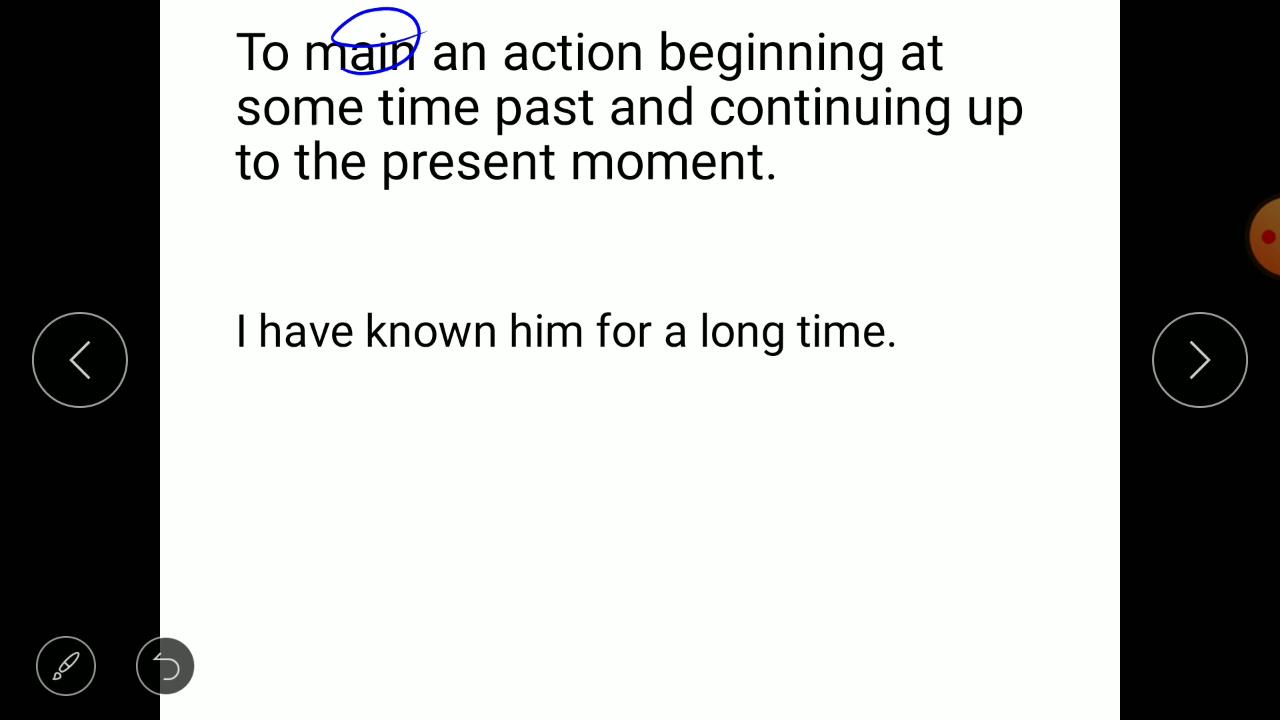 To main an action beginning at
some time past and continuing up
to the present moment.
I have known him for a long time.